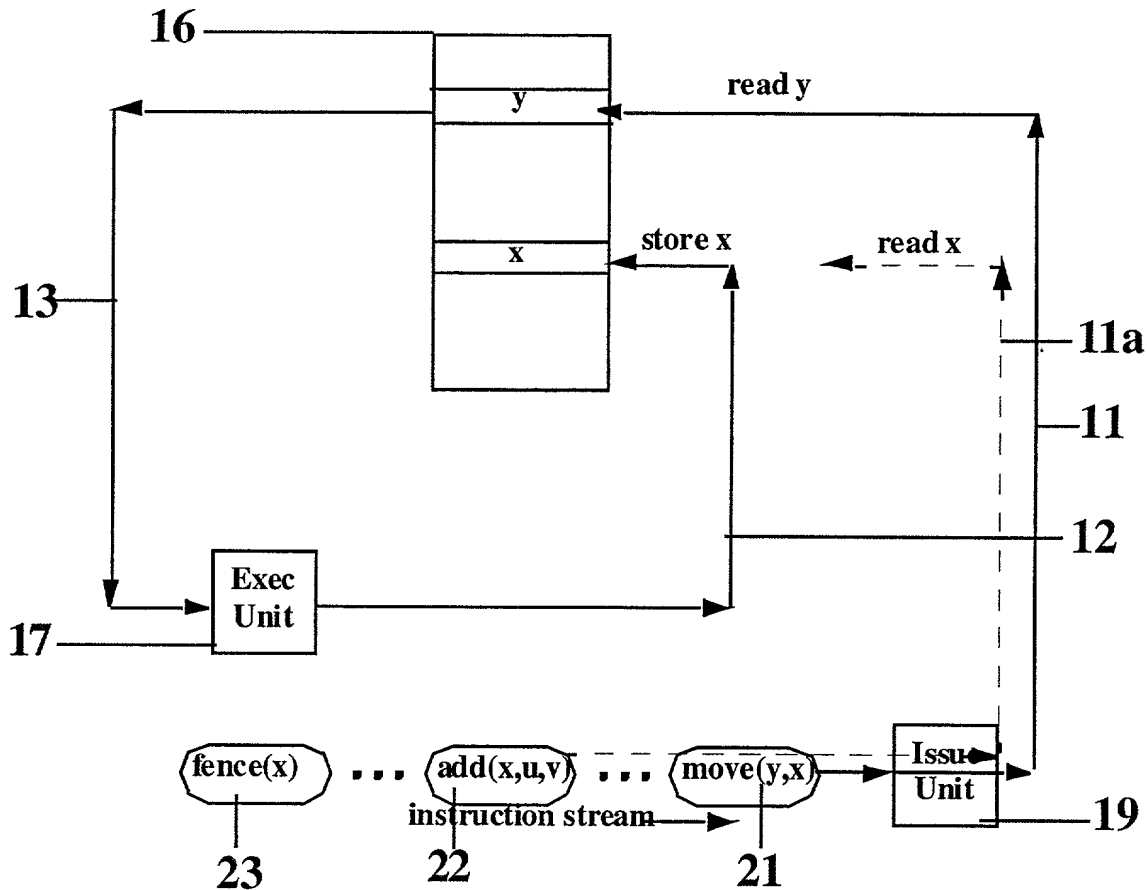 16
y
read y
x
store x
read x
13
11a
11
12
Exec
Unit
17
fence(x)
...
add(x,u,v)
...
move(y,x)
Issue
Unit
instruction stream
19
23
22
21